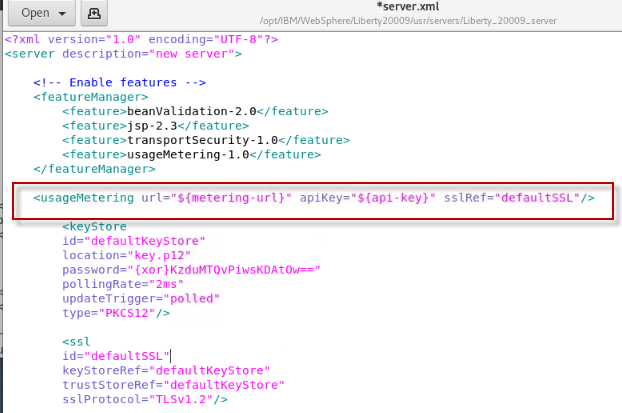 Open
*server.xml
/opt/IBM/WebSphere/Liberty20009/usr/servers/Liberty_20009_server
<?xml version="1.0" encoding="UTF-8"?>
<server description="new server">
<!-- Enable features -->
<featureManager>
<feature>beanValidation-2.0</feature>
<feature>jsp-2.3</feature>
<feature>transportSecurity-1.0</feature>
<feature>usageMetering-1.0</feature>
</featureManager>
<usageMetering url="${metering-url}" apiKey="${api-key}" sslRef="defaultSSL"/>
<keyStore
id="defaultKeyStore"
location="key.p12"
password="{xor}KzduMTQvPiwsKDAtOw=="
pollingRate="2ms"
updateTrigger="polled"
type="PKCS12"/>
<ssl
id="defaultSSL"
keyStoreRef="defaultKeyStore"
trustStoreRef="defaultKeyStore"
sslProtocol="TLSv1.2"/>